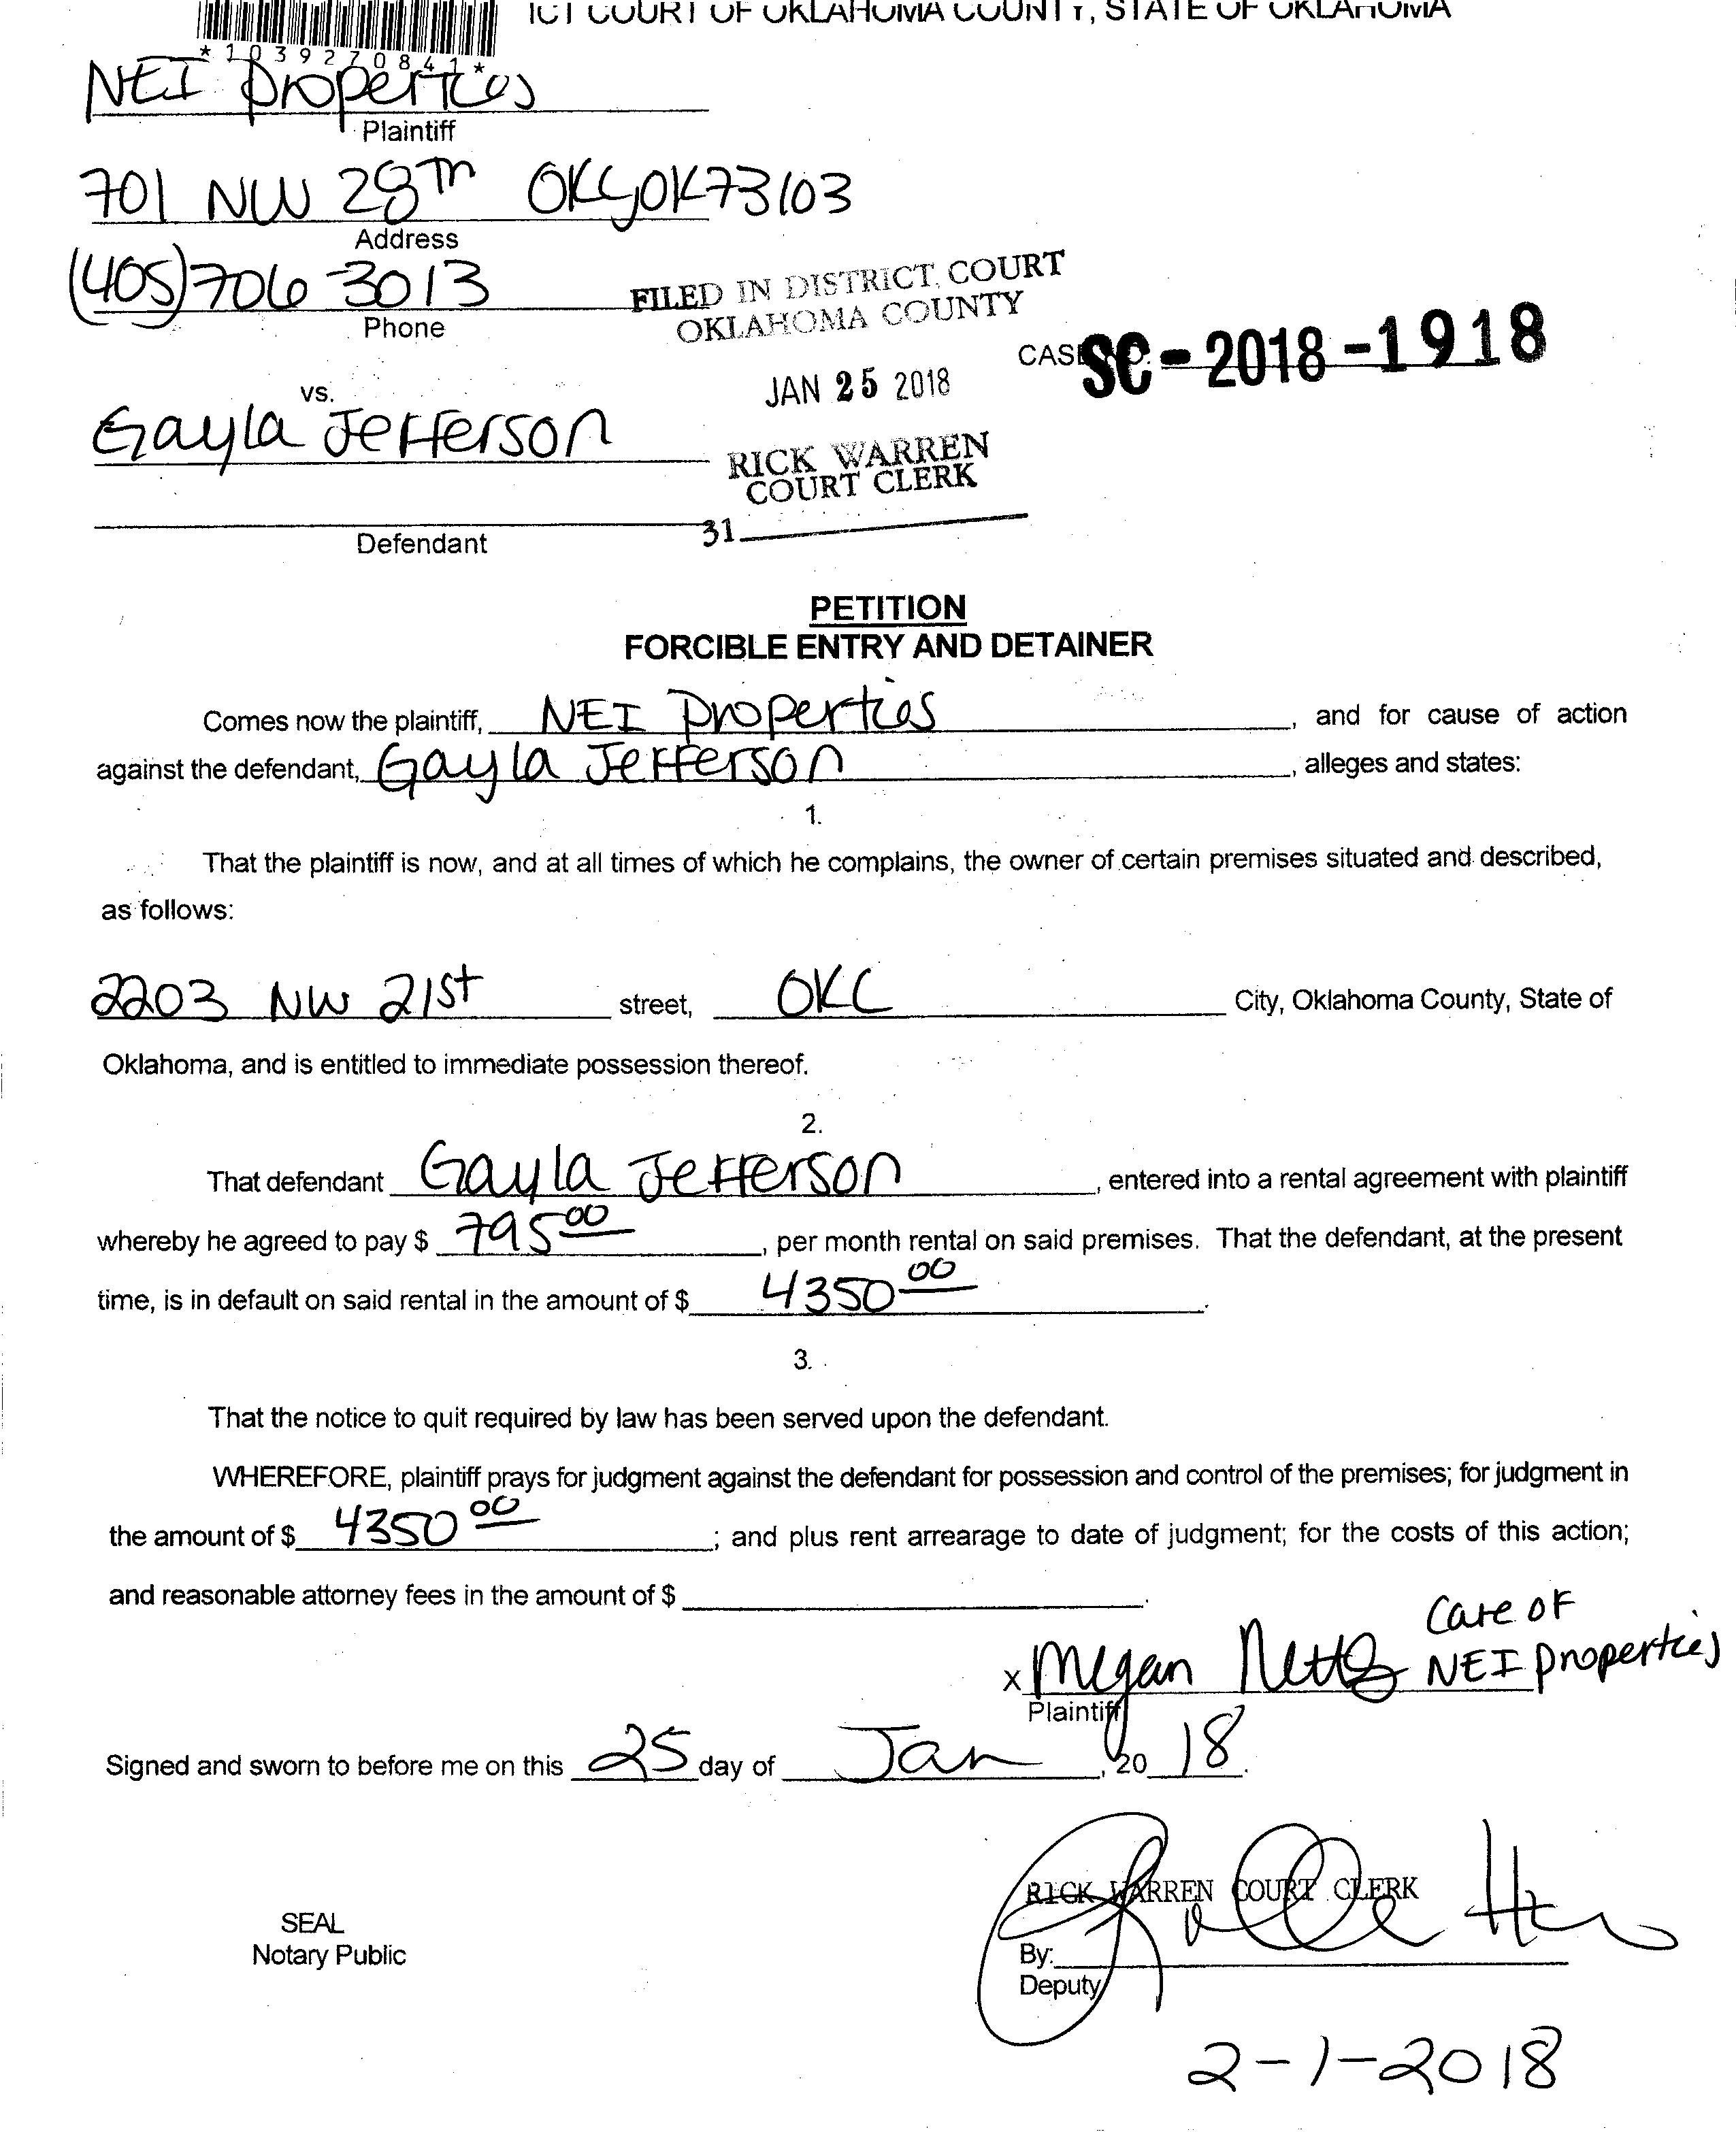 ICT COURT OF OKLAHOMA COUNTY, STATE OF OKLAHOMA
*1039270841*
NEI Properties
Plaintiff
701 NW 28th OKC, OK 73103
Address
(405) 706-3013
Phone
FILED IN DISTRICT COURT
OKLAHOMA COUNTY
CASE NO. SC-2018-1918
JAN 25 2018
vs.
Gayla Jefferson
RICK WARREN
COURT CLERK
31
Defendant
PETITION
FORCIBLE ENTRY AND DETAINER
Comes now the plaintiff, NEI Properties, and for cause of action
against the defendant, Gayla Jefferson, alleges and states:
1.
That the plaintiff is now, and at all times of which he complains, the owner of certain premises situated and described,
as follows:
2203 NW 21st street, OKC City, Oklahoma County, State of
Oklahoma, and is entitled to immediate possession thereof.
2.
That defendant Gayla Jefferson, entered into a rental agreement with plaintiff
whereby he agreed to pay $ 795 00, per month rental on said premises. That the defendant, at the present
time, is in default on said rental in the amount of $ 4350 00.
3.
That the notice to quit required by law has been served upon the defendant.
WHEREFORE, plaintiff prays for judgment against the defendant for possession and control of the premises; for judgment in
the amount of $ 4350 00; and plus rent arrearage to date of judgment; for the costs of this action;
and reasonable attorney fees in the amount of $ .
Care of
x Megan NEI Properties
Plaintiff
Signed and sworn to before me on this 25 day of Jan, 20 18.
RICK WARREN COURT CLERK
SEAL
Notary Public
By:
Deputy
2-1-2018